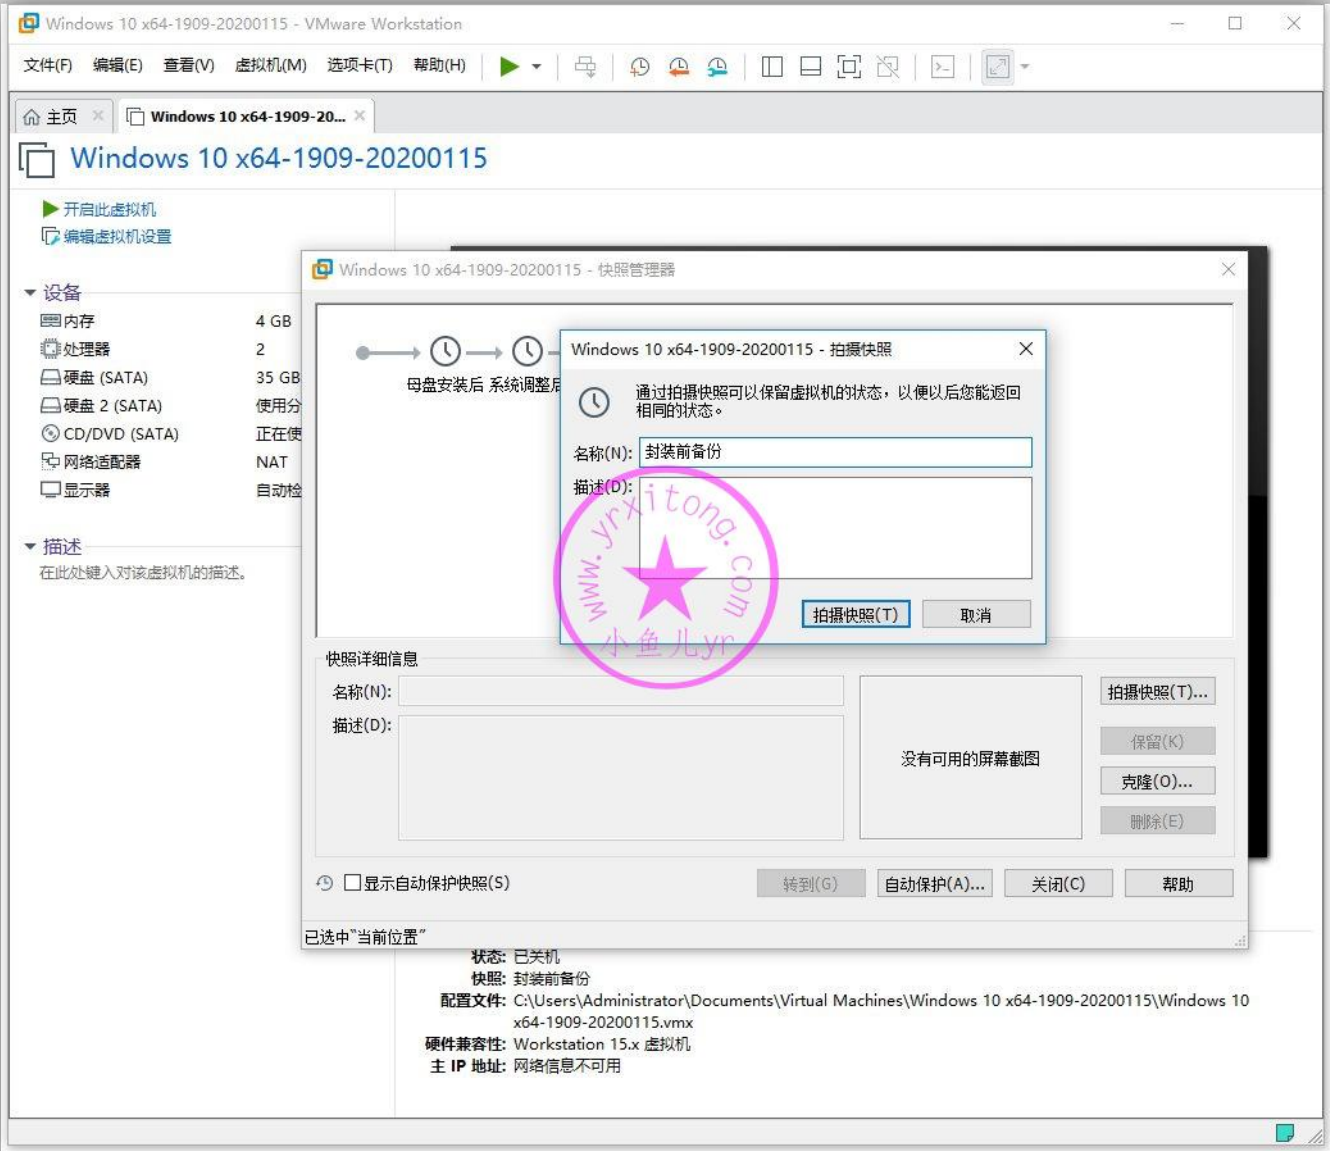 Windows 10 x64-1909-20200115 - VMware Workstation
文件(F) 编辑(E) 查看(V) 虚拟机(M) 选项卡(T) 帮助(H)
主页 Windows 10 x64-1909-20...
Windows 10 x64-1909-20200115
开启此虚拟机
编辑虚拟机设置
设备
内存 4 GB
处理器 2
硬盘 (SATA) 35 GB
硬盘 2 (SATA) 使用分
CD/DVD (SATA) 正在使
网络适配器 NAT
显示器 自动检
描述
在此处键入对该虚拟机的描述。
Windows 10 x64-1909-20200115 - 快照管理器
母盘安装后 系统调整后
Windows 10 x64-1909-20200115 - 拍摄快照
通过拍摄快照可以保留虚拟机的状态，以便以后您能返回
相同的状态。
名称(N): 封装前备份
描述(D):
拍摄快照(T) 取消
www.yrxitong.com
小鱼儿yr
快照详细信息
名称(N):
描述(D):
没有可用的屏幕截图
拍摄快照(T)...
保留(K)
克隆(O)...
删除(E)
显示自动保护快照(S)
转到(G) 自动保护(A)... 关闭(C) 帮助
已选中“当前位置”
状态: 已关机
快照: 封装前备份
配置文件: C:\Users\Administrator\Documents\Virtual Machines\Windows 10 x64-1909-20200115\Windows 10
x64-1909-20200115.vmx
硬件兼容性: Workstation 15.x 虚拟机
主 IP 地址: 网络信息不可用